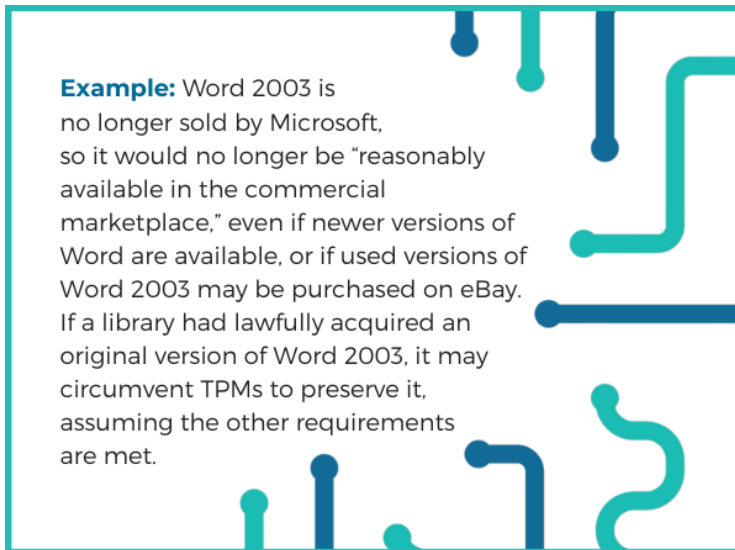 Example: Word 2003 is
no longer sold by Microsoft,
so it would no longer be “reasonably
available in the commercial
marketplace,” even if newer versions of
Word are available, or if used versions of
Word 2003 may be purchased on eBay.
If a library had lawfully acquired an
original version of Word 2003, it may
circumvent TPMs to preserve it,
assuming the other requirements
are met.